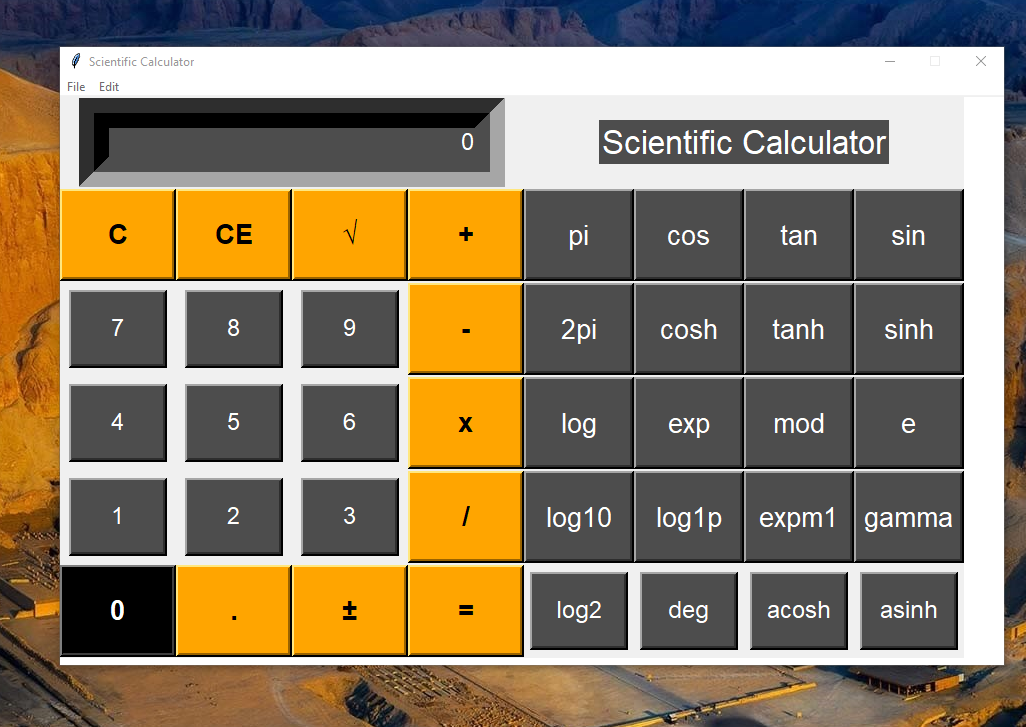 Scientific Calculator
File Edit
0
Scientific Calculator
C CE √ + pi cos tan sin
7 8 9 - 2pi cosh tanh sinh
4 5 6 x log exp mod e
1 2 3 / log10 log1p expm1 gamma
0 . ± = log2 deg acosh asinh